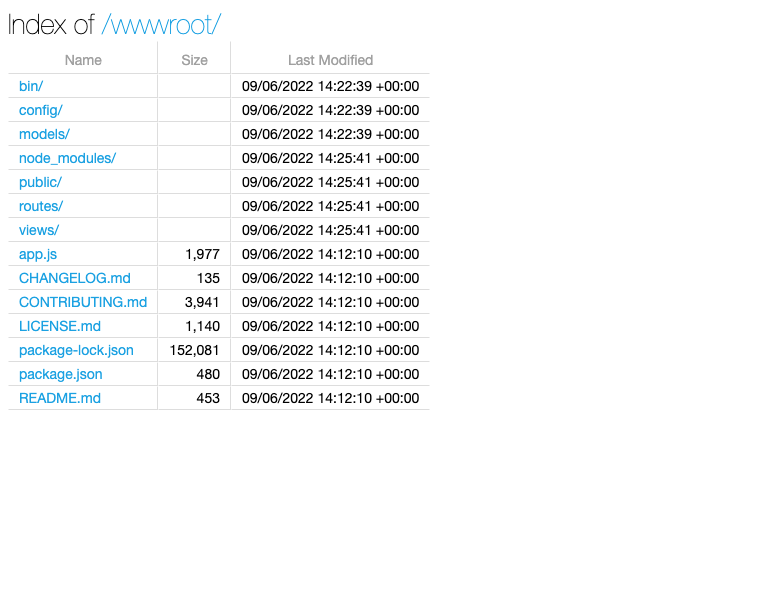 Index of /wwwroot/
Name Size Last Modified
bin/ 09/06/2022 14:22:39 +00:00
config/ 09/06/2022 14:22:39 +00:00
models/ 09/06/2022 14:22:39 +00:00
node_modules/ 09/06/2022 14:25:41 +00:00
public/ 09/06/2022 14:25:41 +00:00
routes/ 09/06/2022 14:25:41 +00:00
views/ 09/06/2022 14:25:41 +00:00
app.js 1,977 09/06/2022 14:12:10 +00:00
CHANGELOG.md 135 09/06/2022 14:12:10 +00:00
CONTRIBUTING.md 3,941 09/06/2022 14:12:10 +00:00
LICENSE.md 1,140 09/06/2022 14:12:10 +00:00
package-lock.json 152,081 09/06/2022 14:12:10 +00:00
package.json 480 09/06/2022 14:12:10 +00:00
README.md 453 09/06/2022 14:12:10 +00:00